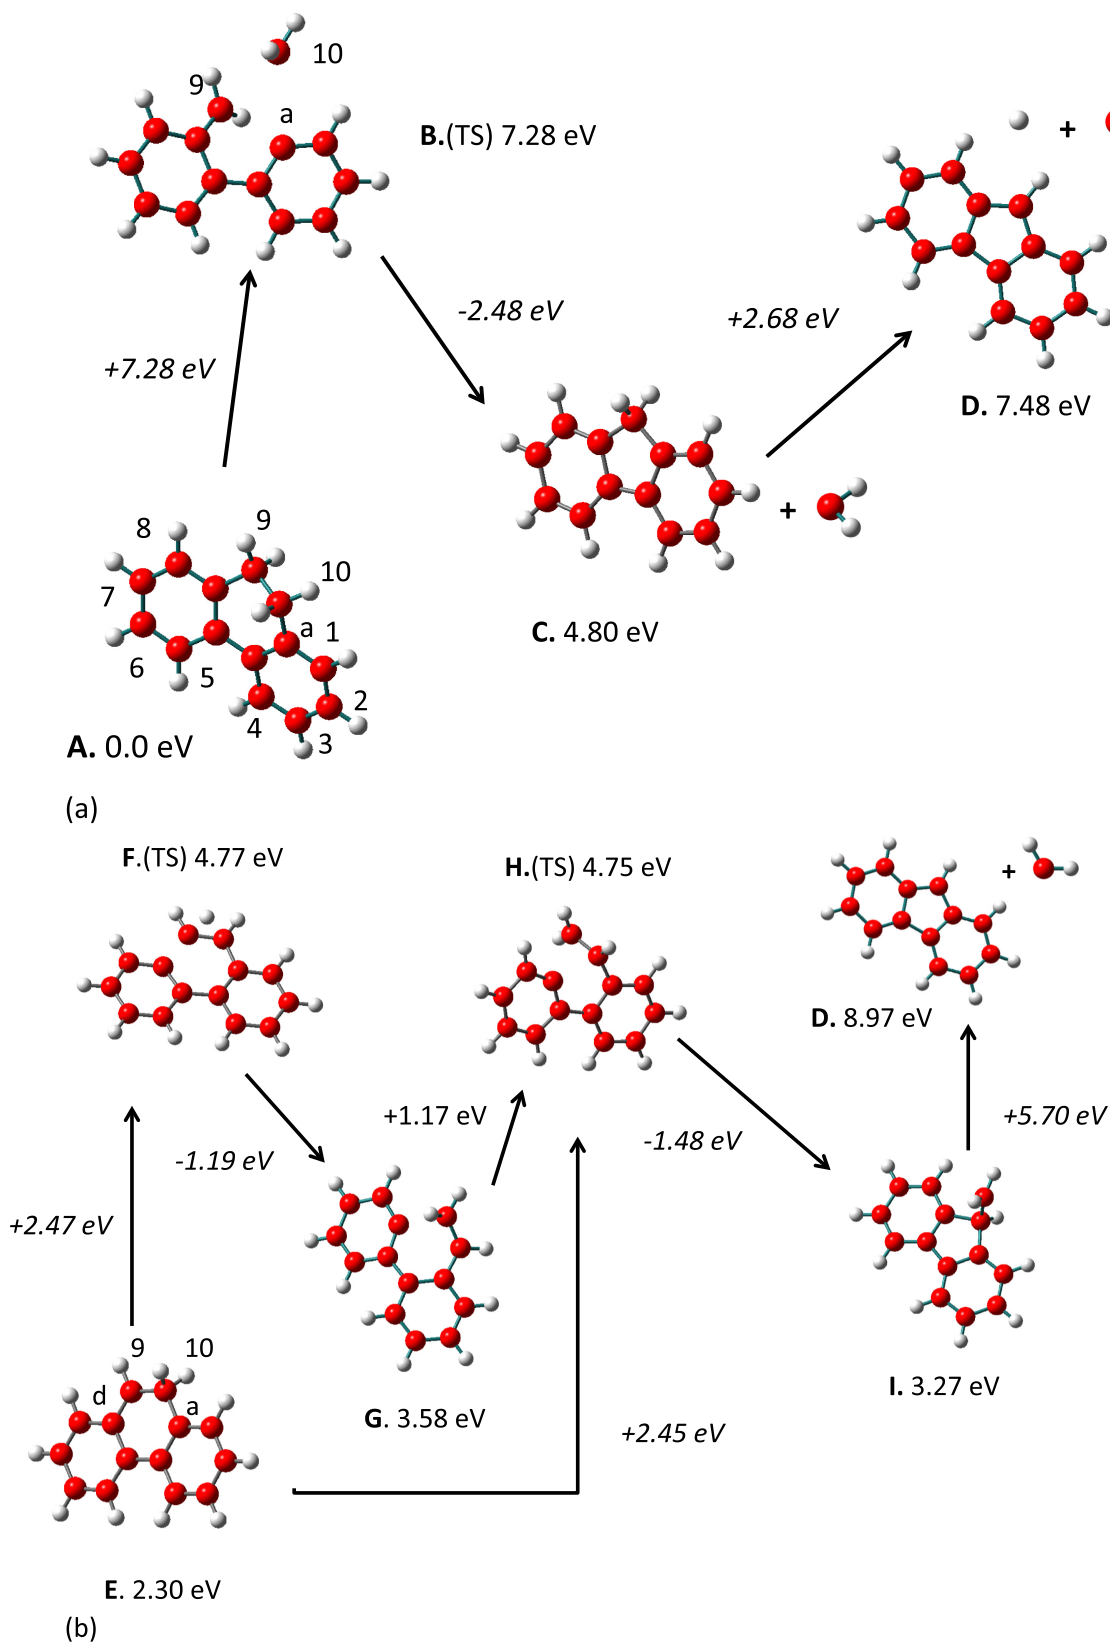 10
9
a
B.(TS) 7.28 eV
+
-2.48 eV
+2.68 eV
+7.28 eV
D. 7.48 eV
9
8
10
7
a 1
+
C. 4.80 eV
6
5
2
4
3
A. 0.0 eV
(a)
F.(TS) 4.77 eV
H.(TS) 4.75 eV
+
D. 8.97 eV
+1.17 eV
+5.70 eV
-1.19 eV
-1.48 eV
+2.47 eV
9 10
d
a
I. 3.27 eV
G. 3.58 eV
+2.45 eV
E. 2.30 eV
(b)